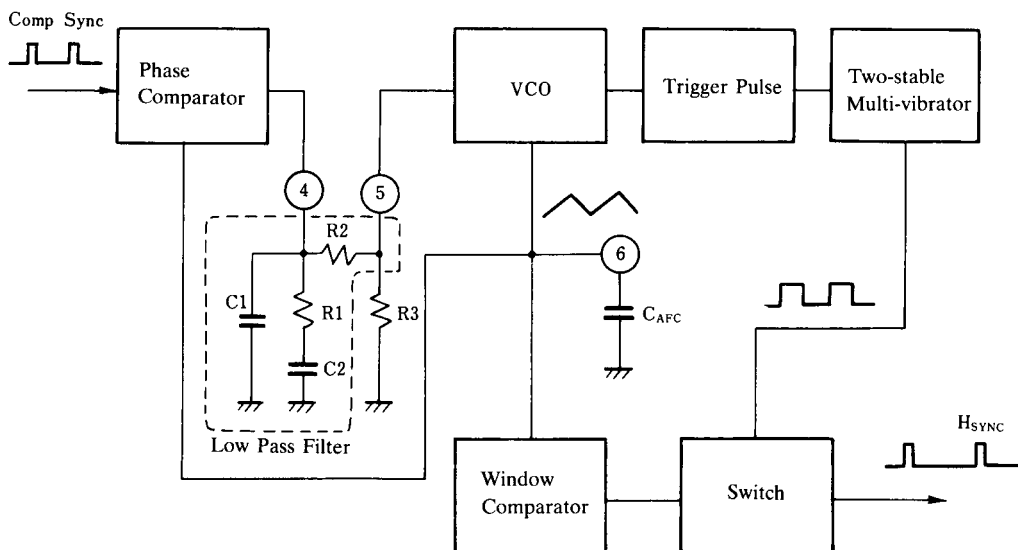 Comp Sync
Phase
Comparator
VCO
Trigger Pulse
Two-stable
Multi-vibrator
4
5
R2
6
C1
R1
R3
CAFC
C2
Low Pass Filter
HSYNC
Window
Comparator
Switch